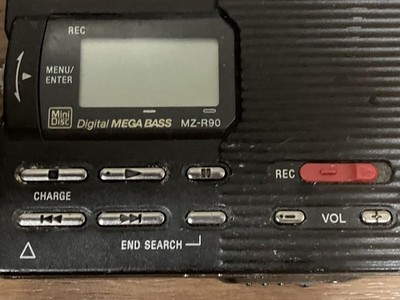 REC
MENU/
ENTER
Mini
Disc
Digital MEGA BASS MZ-R90
REC
CHARGE
VOL
END SEARCH